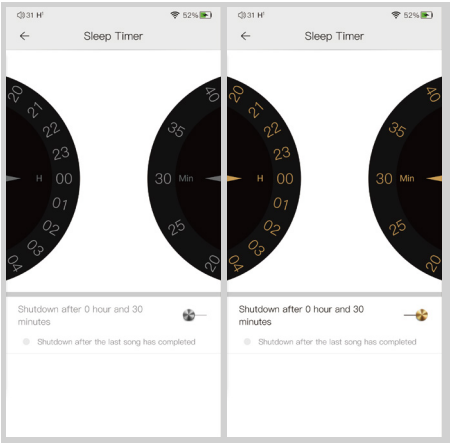 31 H' 52%
Sleep Timer
20
21
22
23
H 00
01
02
03
04
40
35
30 Min
25
20
Shutdown after 0 hour and 30
minutes
Shutdown after the last song has completed
31 H' 52%
Sleep Timer
20
21
22
23
H 00
01
02
03
04
40
35
30 Min
25
20
Shutdown after 0 hour and 30
minutes
Shutdown after the last song has completed